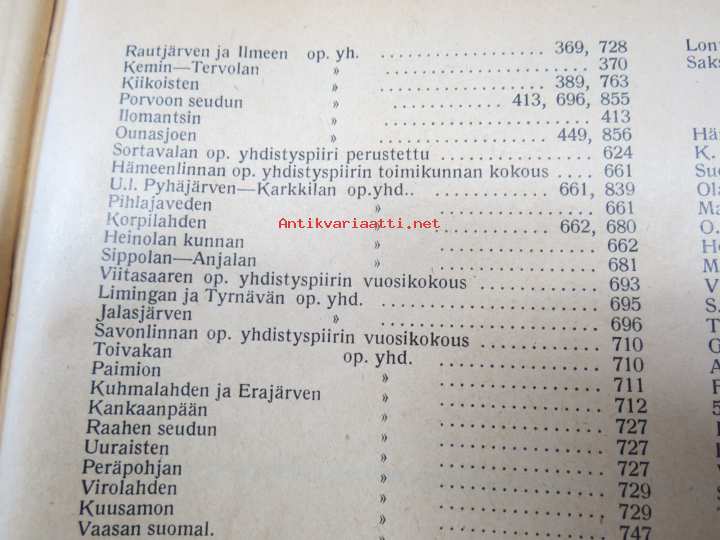 Rautjärven ja Ilmeen op. yh. .................... 369, 728
Kemin—Tervolan » .................... 370
Kiikoisten » .................... 389, 763
Porvoon seudun » ............ 413, 696, 855
Ilomantsin » .................... 413
Ounasjoen » .................... 449, 856
Sortavalan op. yhdistyspiiri perustettu .................... 624
Hämeenlinnan op. yhdistyspiirin toimikunnan kokous .... 661
U.l. Pyhäjärven—Karkkilan op.yhd.. ................ 661, 839
Pihlajaveden » .................... 661
Korpilahden » .................... 662, 680
Heinolan kunnan » .................... 662
Sippolan—Anjalan » .................... 681
Viitasaaren op. yhdistyspiirin vuosikokous ............ 693
Limingan ja Tyrnävän op. yhd. .................... 695
Jalasjärven » .................... 696
Savonlinnan op. yhdistyspiirin vuosikokous ............ 710
Toivakan op. yhd. .................... 710
Paimion » .................... 711
Kuhmalahden ja Erajärven » .................... 712
Kankaanpään » .................... 727
Raahen seudun » .................... 727
Uuraisten » .................... 727
Peräpohjan » .................... 729
Virolahden » .................... 729
Kuusamon » .................... 747
Vaasan suomal. »
Antikvariaatti.net